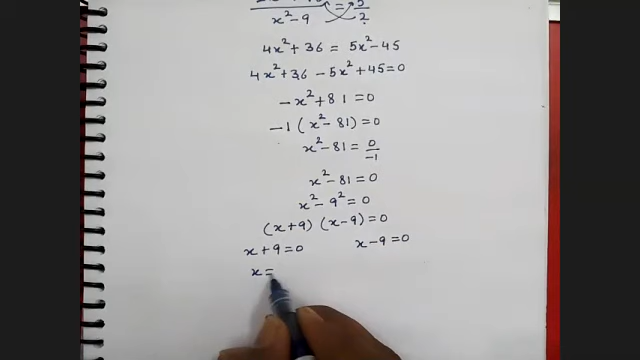 x²-9 = 5/2
4x²+36 = 5x²-45
4x²+36 -5x²+45=0
-x²+81=0
-1(x²-81)=0
x²-81= 0/-1
x²-81=0
x²-9²=0
(x+9) (x-9)=0
x+9=0 x-9=0
x=